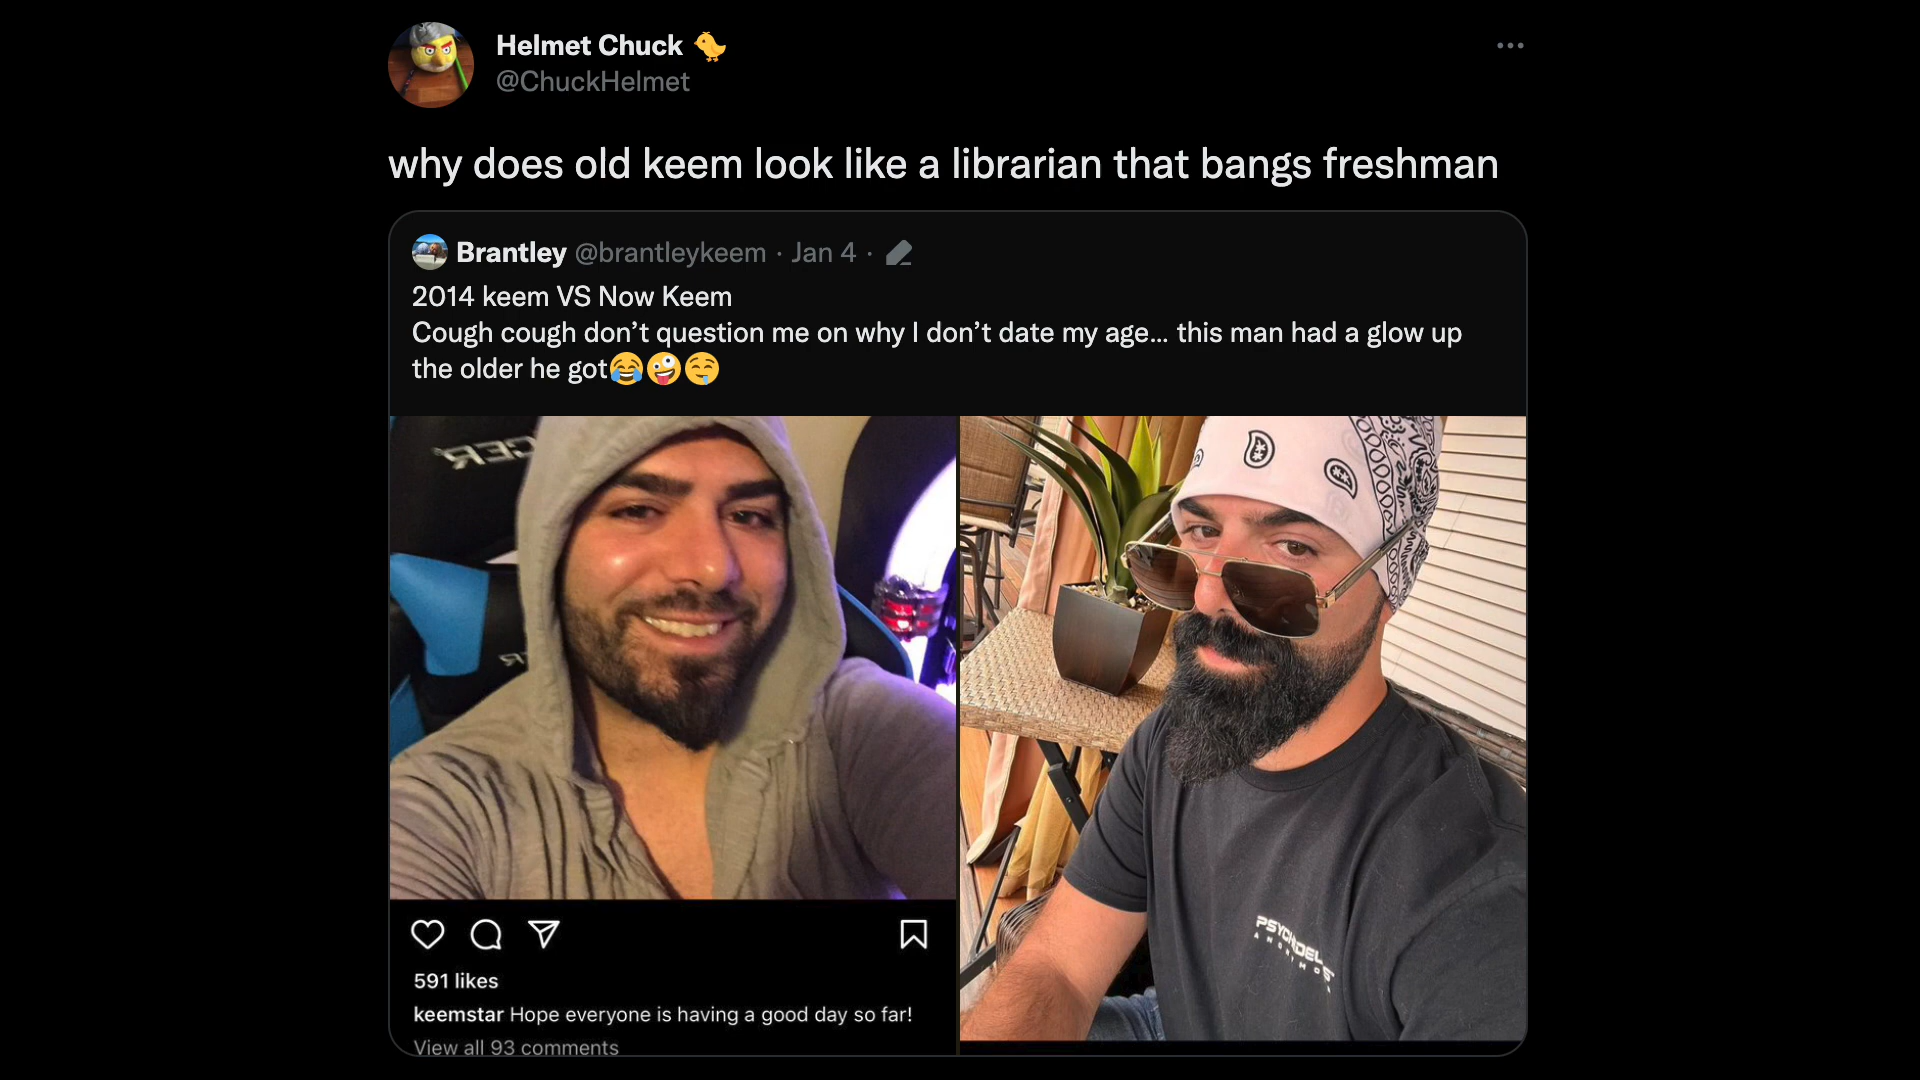 Helmet Chuck 🐤
@ChuckHelmet
why does old keem look like a librarian that bangs freshman
Brantley @brantleykeem · Jan 4 ·
2014 keem VS Now Keem
Cough cough don’t question me on why I don’t date my age... this man had a glow up
the older he got😂🤪🤤
591 likes
keemstar Hope everyone is having a good day so far!
View all 93 comments